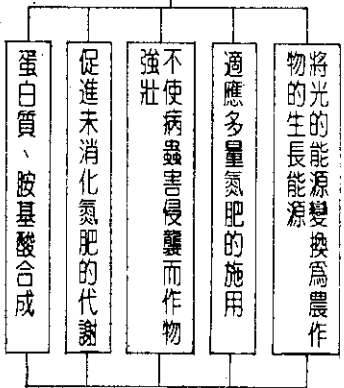 將光的能源變換為農作
物的生長能源
適應多量氮肥的施用
不使病蟲害侵襲而作物
強壯
促進未消化氮肥的代謝
蛋白質、胺基酸合成